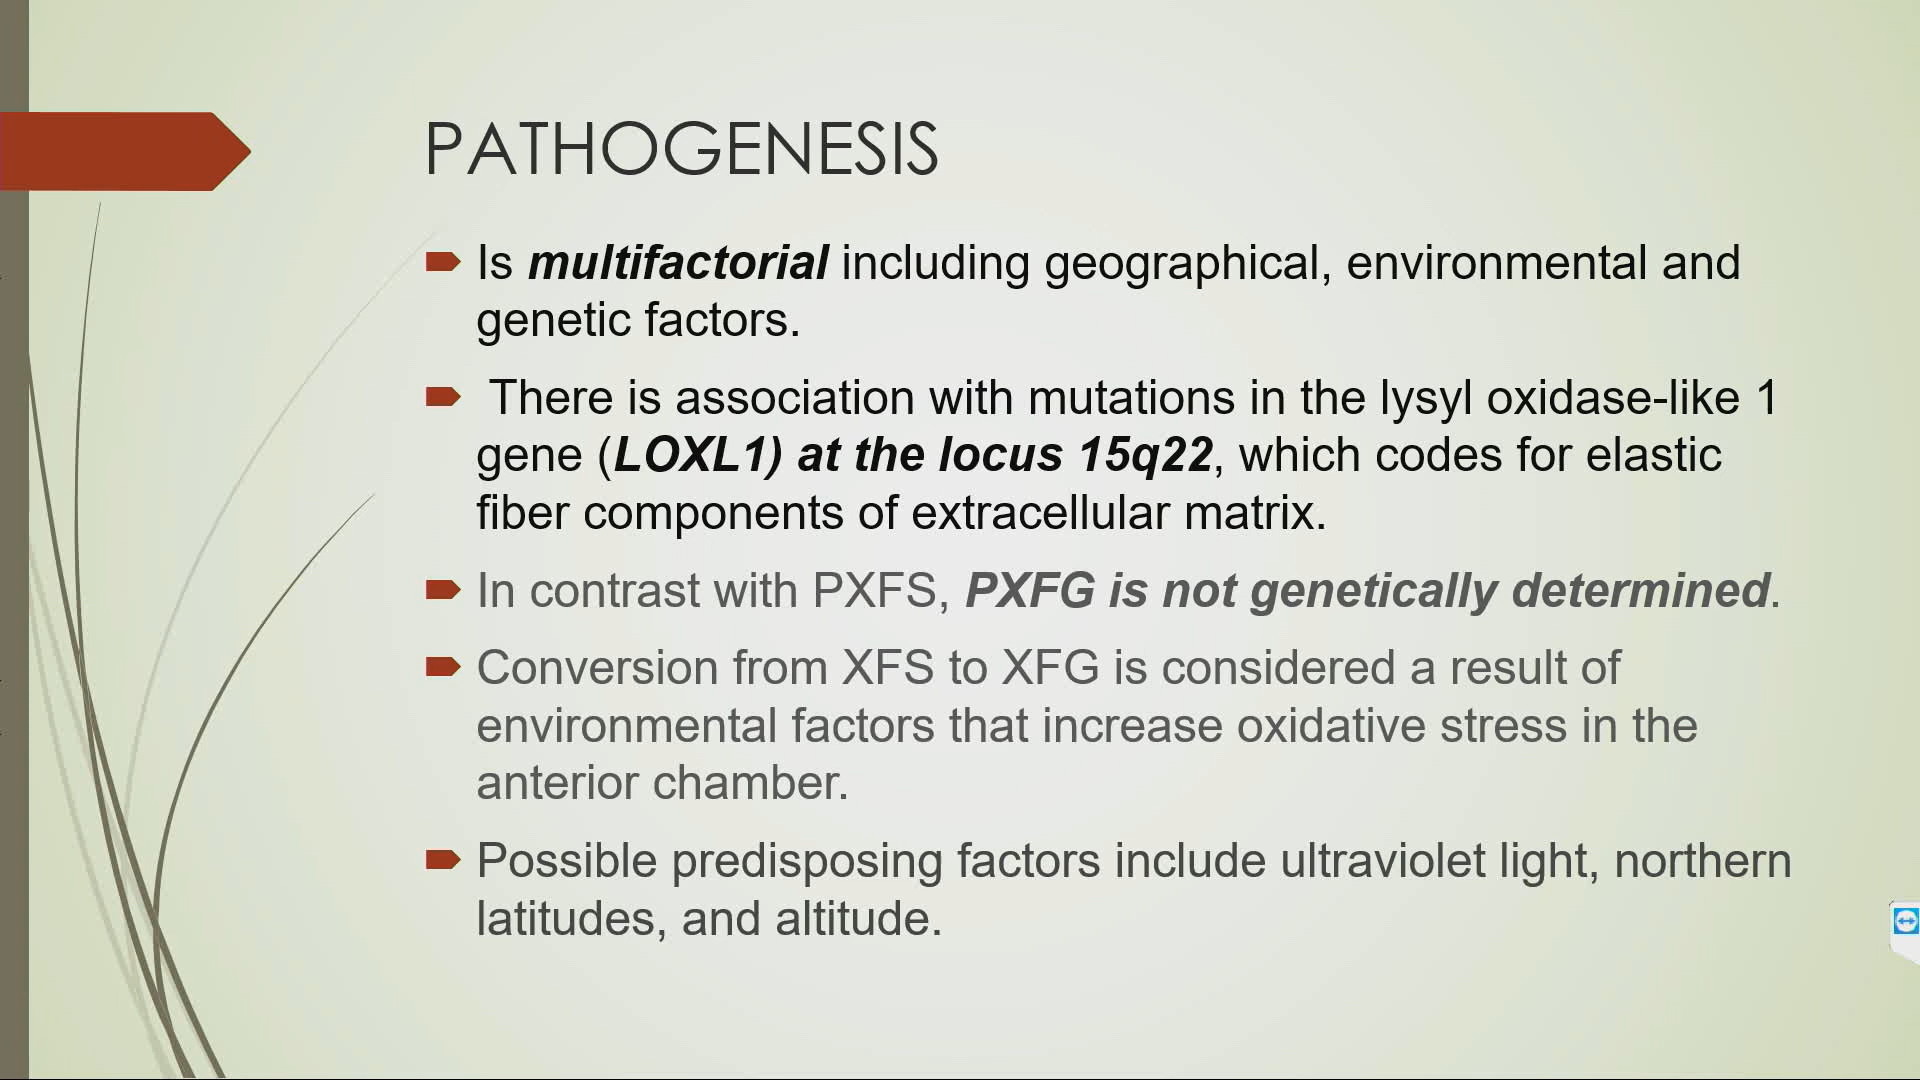 PATHOGENESIS
Is multifactorial including geographical, environmental and
genetic factors.
There is association with mutations in the lysyl oxidase-like 1
gene (LOXL1) at the locus 15q22, which codes for elastic
fiber components of extracellular matrix.
In contrast with PXFS, PXFG is not genetically determined.
Conversion from XFS to XFG is considered a result of
environmental factors that increase oxidative stress in the
anterior chamber.
Possible predisposing factors include ultraviolet light, northern
latitudes, and altitude.